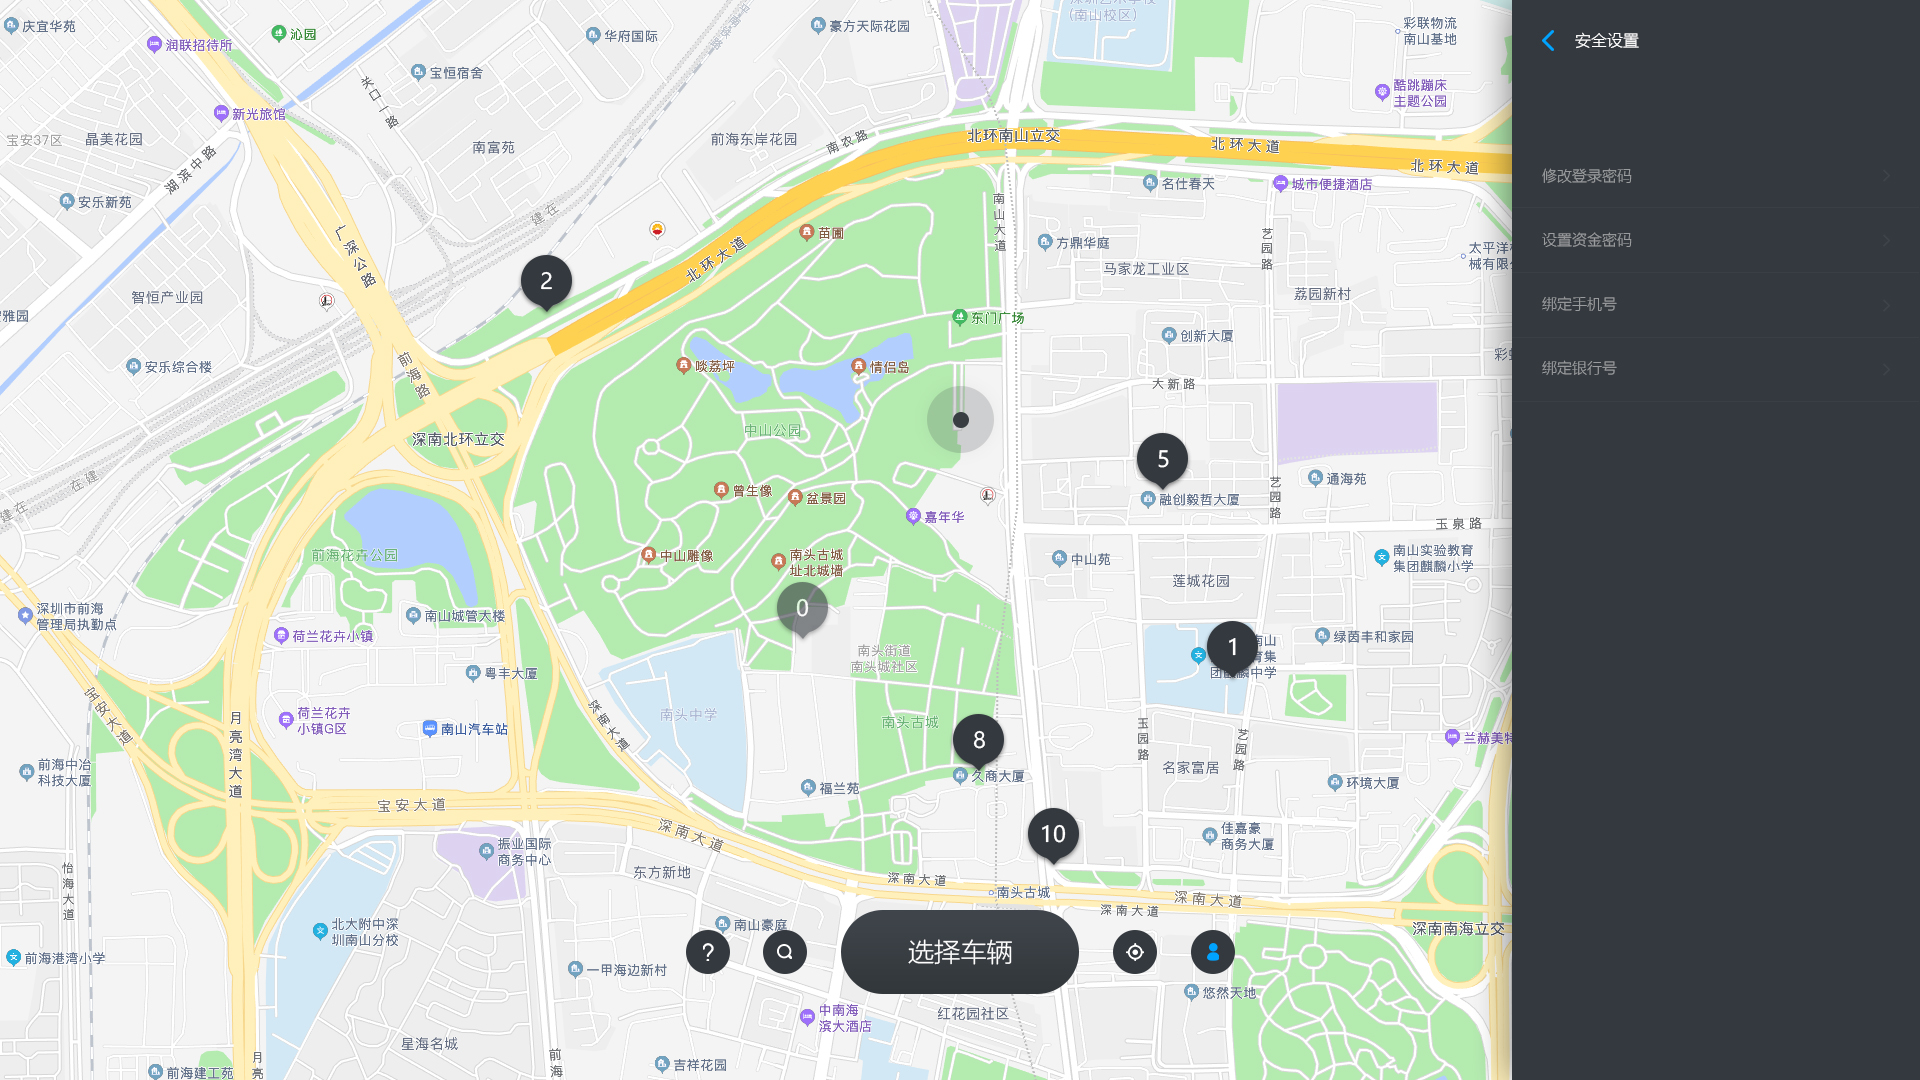 庆宜华苑
润联招待所
沁园
华府国际
豪方天际花园
(南山校区)
彩联物流
南山基地
安全设置
宝恒宿舍
关口一路
酷跳蹦床
主题公园
新光旅馆
宝安37区
晶美花园
南富苑
前海东岸花园
南农路
北环南山立交
北环大道
北环大道
湖滨中路
名仕春天
城市便捷酒店
修改登录密码
安乐新苑
建在
南山大道
苗圃
广深公路
北环大道
方鼎华庭
艺园路
太平洋
械有限
设置资金密码
马家龙工业区
2
智恒产业园
荔园新村
绑定手机号
雅园
东门广场
创新大厦
安乐综合楼
前海路
啖荔坪
情侣岛
大新路
绑定银行号
深南北环立交
中山公园
5
在建
曾生像
盆景园
融创毅哲大厦
通海苑
艺园路
建在
嘉年华
玉泉路
前海花卉公园
中山雕像
南头古城
址北城墙
中山苑
南山实验教育
集团麒麟小学
莲城花园
深圳市前海
管理局执勤点
荷兰花卉小镇
南山城管大楼
0
绿茵丰和家园
1
南山
育集
团麒麟中学
南头街道
南头城社区
粤丰大厦
宝安大道
月亮湾大道
荷兰花卉
小镇G区
南山汽车站
深南大道
南头中学
南头古城
8
玉园路
艺园路
兰赫美特
前海中冶
科技大厦
福兰苑
久商大厦
名家富居
环境大厦
宝安大道
深南大道
10
佳嘉豪
商务大厦
振业国际
商务中心
怡海大道
东方新地
深南大道
南头古城
深南大道
深南大道
北大附中深
圳南山分校
南山豪庭
深南南海立交
前海港湾小学
一甲海边新村
?
选择车辆
悠然天地
中南海
滨大酒店
红花园社区
星海名城
前海建工苑
月亮
前海
吉祥花园